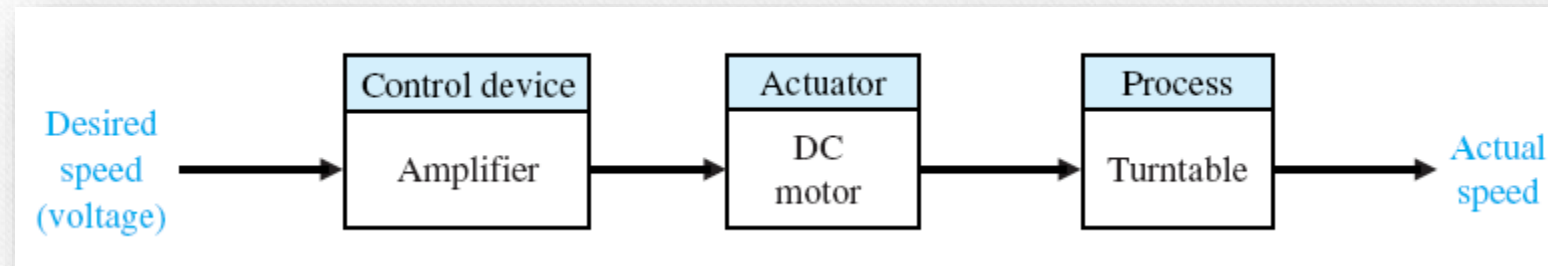 Control device
Actuator
Process
Desired
speed
(voltage)
Amplifier
DC
motor
Turntable
Actual
speed